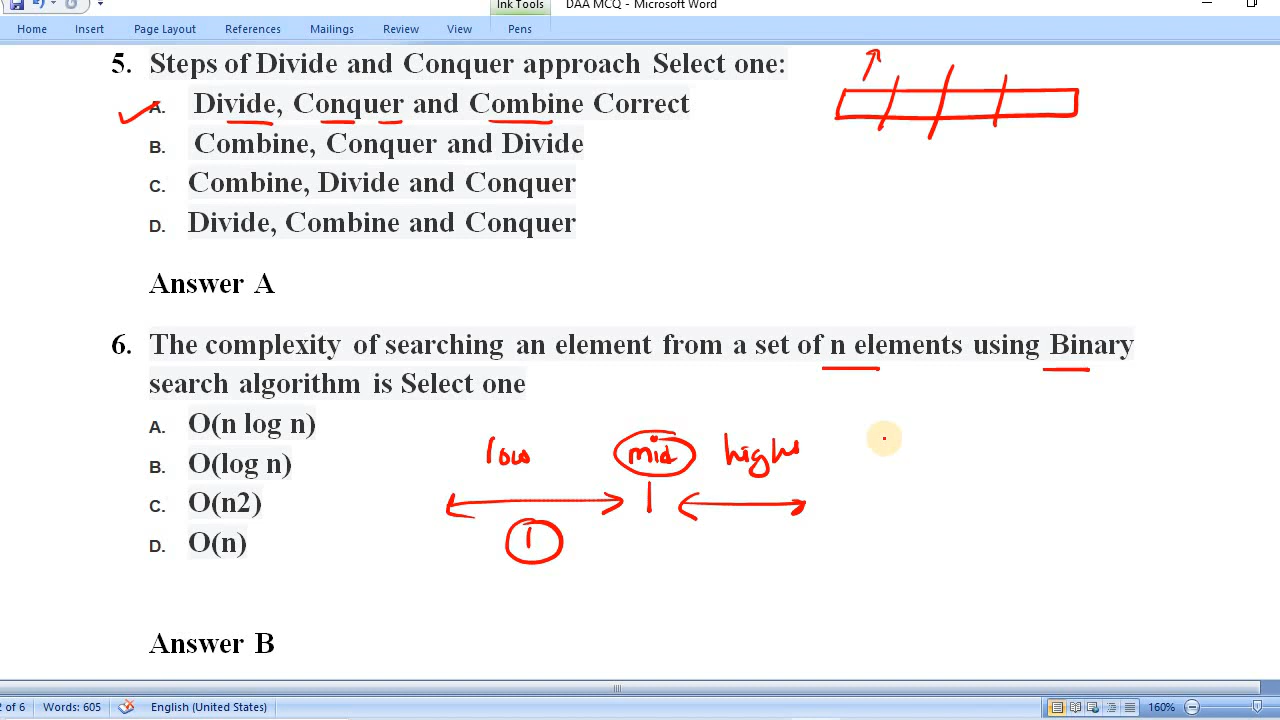 Ink Tools
DAA MCQ - Microsoft Word
Home Insert Page Layout References Mailings Review View Pens
5. Steps of Divide and Conquer approach Select one:
A. Divide, Conquer and Combine Correct
B. Combine, Conquer and Divide
C. Combine, Divide and Conquer
D. Divide, Combine and Conquer
Answer A
6. The complexity of searching an element from a set of n elements using Binary
search algorithm is Select one
A. O(n log n)
B. O(log n)
C. O(n2)
D. O(n)
low mid high
1
Answer B
2 of 6 Words: 605 English (United States) 160%